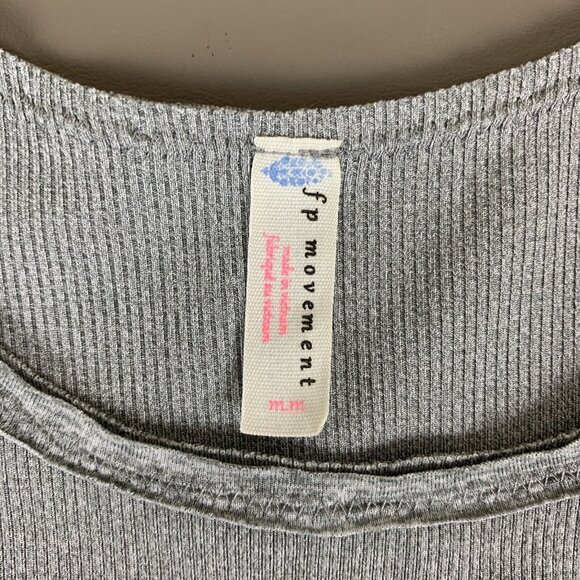 fp movement
made in vietnam
fabriqué au vietnam
m.m